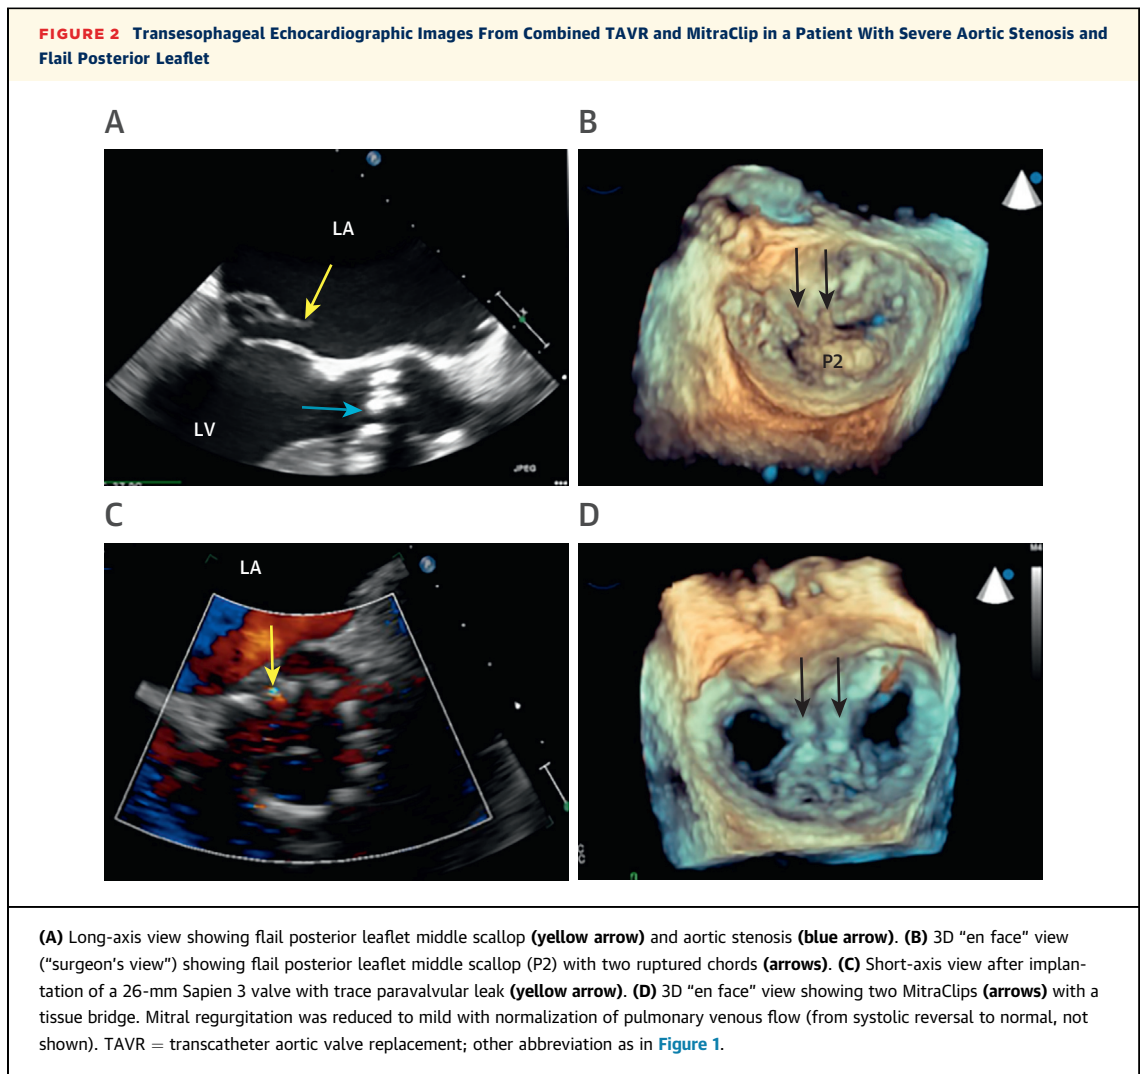 FIGURE 2 Transesophageal Echocardiographic Images From Combined TAVR and MitraClip in a Patient With Severe Aortic Stenosis and
Flail Posterior Leaflet
A
B
LA
LV
JPEG
P2
C
D
LA
M4
(A) Long-axis view showing flail posterior leaflet middle scallop (yellow arrow) and aortic stenosis (blue arrow). (B) 3D “en face” view
(“surgeon’s view”) showing flail posterior leaflet middle scallop (P2) with two ruptured chords (arrows). (C) Short-axis view after implan-
tation of a 26-mm Sapien 3 valve with trace paravalvular leak (yellow arrow). (D) 3D “en face” view showing two MitraClips (arrows) with a
tissue bridge. Mitral regurgitation was reduced to mild with normalization of pulmonary venous flow (from systolic reversal to normal, not
shown). TAVR = transcatheter aortic valve replacement; other abbreviation as in Figure 1.